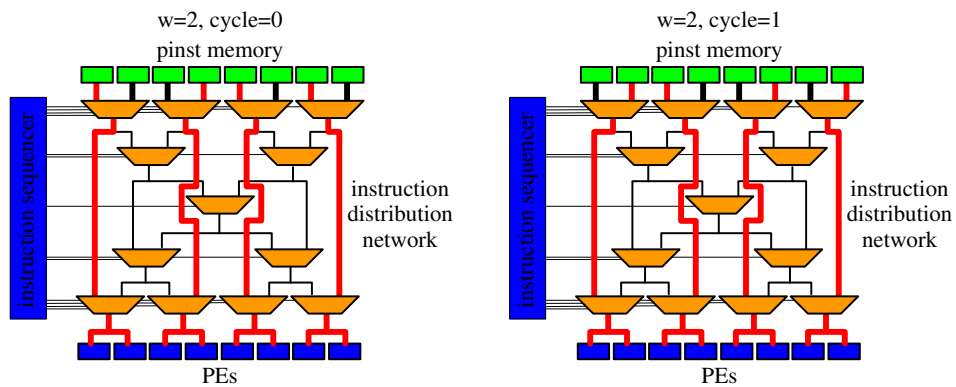 w=2, cycle=0
pinst memory
instruction sequencer
instruction
distribution
network
PEs
w=2, cycle=1
pinst memory
instruction sequencer
instruction
distribution
network
PEs